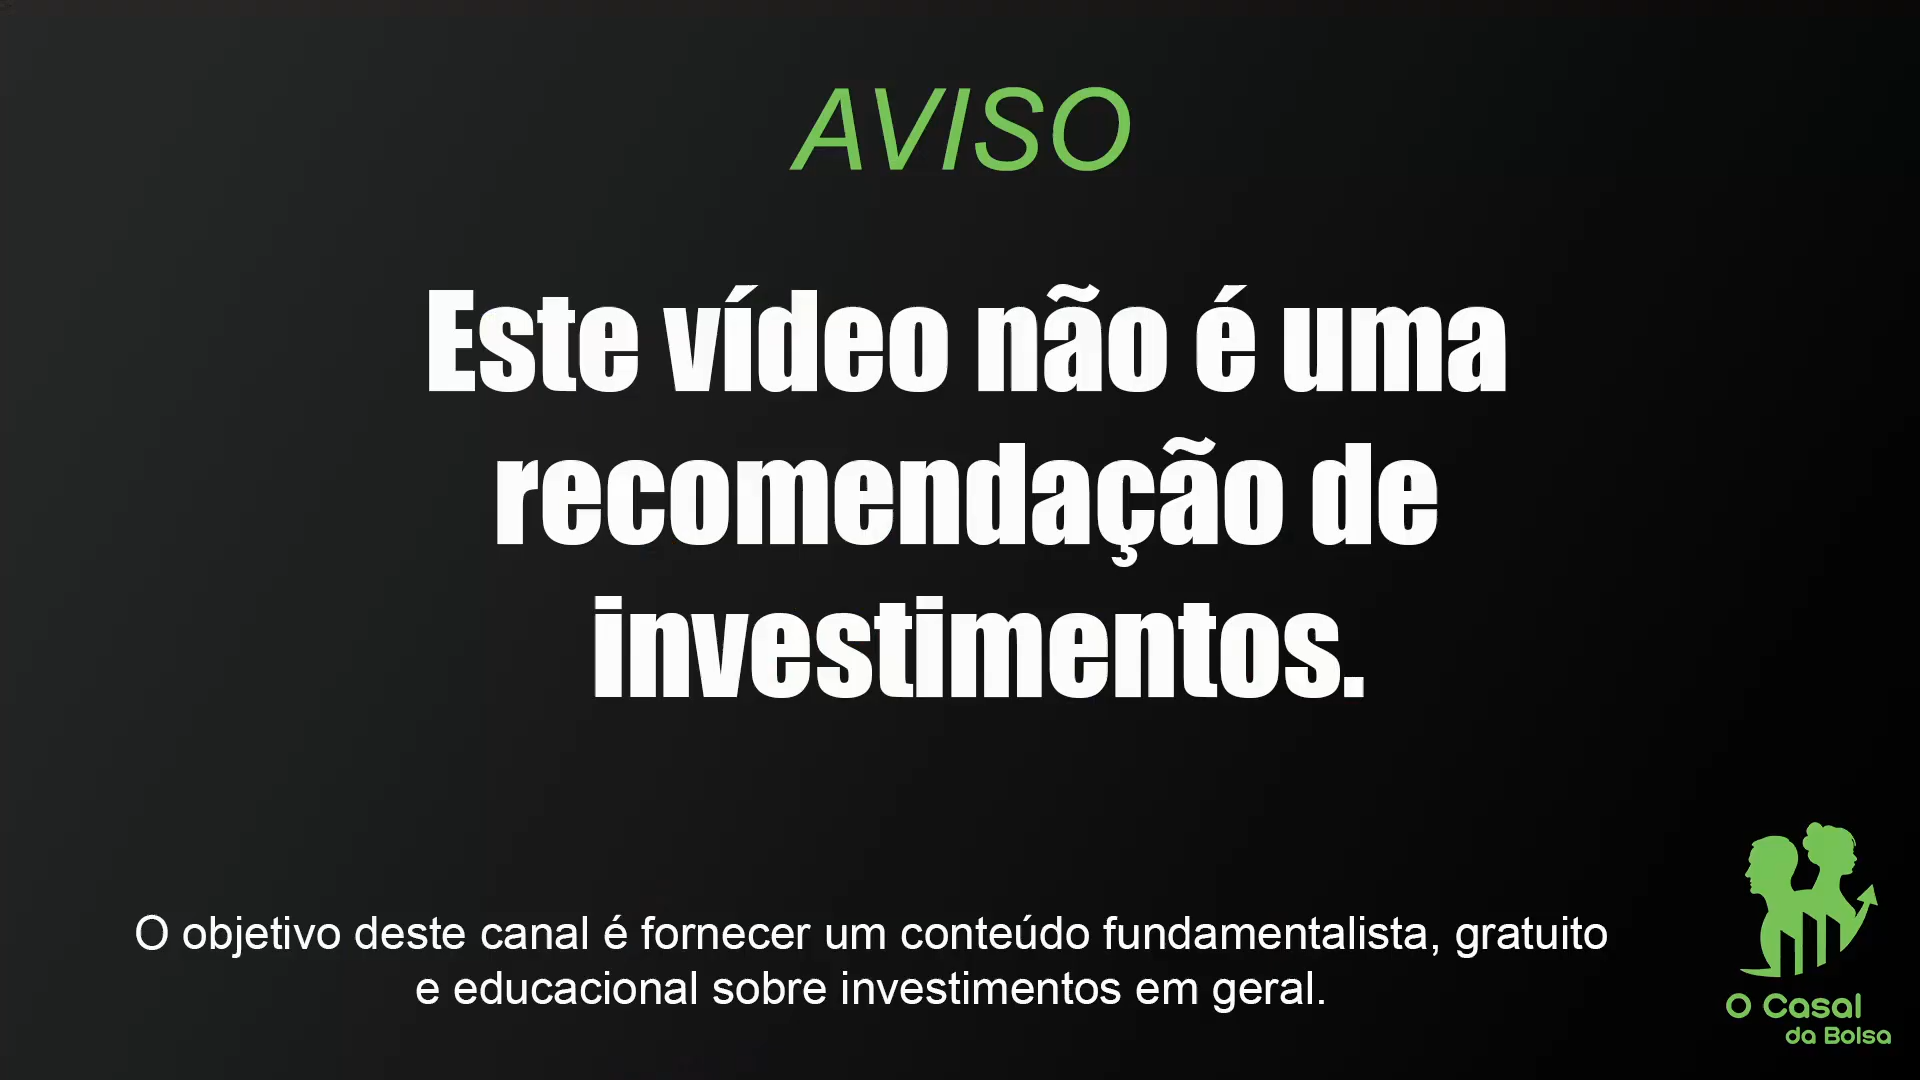 AVISO
Este vídeo não é uma
recomendação de
investimentos.
O objetivo deste canal é fornecer um conteúdo fundamentalista, gratuito
e educacional sobre investimentos em geral.
O Casal
da Bolsa